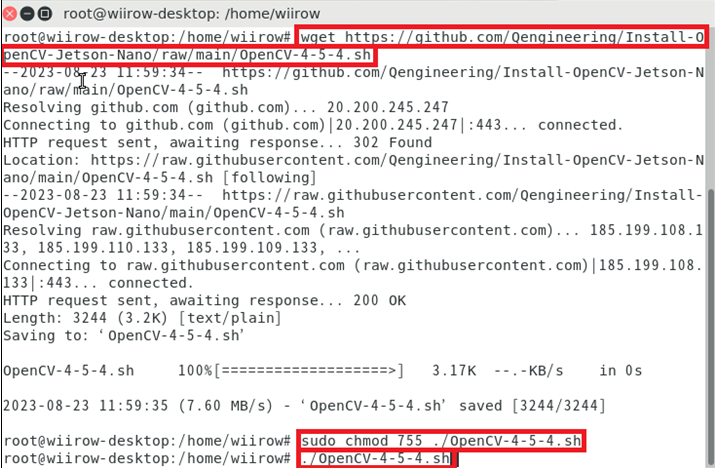 root@wiirow-desktop: /home/wiirow
root@wiirow-desktop:/home/wiirow# wget https://github.com/Qengineering/Install-O
penCV-Jetson-Nano/raw/main/OpenCV-4-5-4.sh
--2023-08-23 11:59:34--  https://github.com/Qengineering/Install-OpenCV-Jetson-N
ano/raw/main/OpenCV-4-5-4.sh
Resolving github.com (github.com)... 20.200.245.247
Connecting to github.com (github.com)|20.200.245.247|:443... connected.
HTTP request sent, awaiting response... 302 Found
Location: https://raw.githubusercontent.com/Qengineering/Install-OpenCV-Jetson-N
ano/main/OpenCV-4-5-4.sh [following]
--2023-08-23 11:59:34--  https://raw.githubusercontent.com/Qengineering/Install-
OpenCV-Jetson-Nano/main/OpenCV-4-5-4.sh
Resolving raw.githubusercontent.com (raw.githubusercontent.com)... 185.199.108.1
33, 185.199.110.133, 185.199.109.133, ...
Connecting to raw.githubusercontent.com (raw.githubusercontent.com)|185.199.108.
133|:443... connected.
HTTP request sent, awaiting response... 200 OK
Length: 3244 (3.2K) [text/plain]
Saving to: ‘OpenCV-4-5-4.sh’
OpenCV-4-5-4.sh     100%[===================>]   3.17K  --.-KB/s    in 0s
2023-08-23 11:59:35 (7.60 MB/s) - ‘OpenCV-4-5-4.sh’ saved [3244/3244]
root@wiirow-desktop:/home/wiirow# sudo chmod 755 ./OpenCV-4-5-4.sh
root@wiirow-desktop:/home/wiirow# ./OpenCV-4-5-4.sh